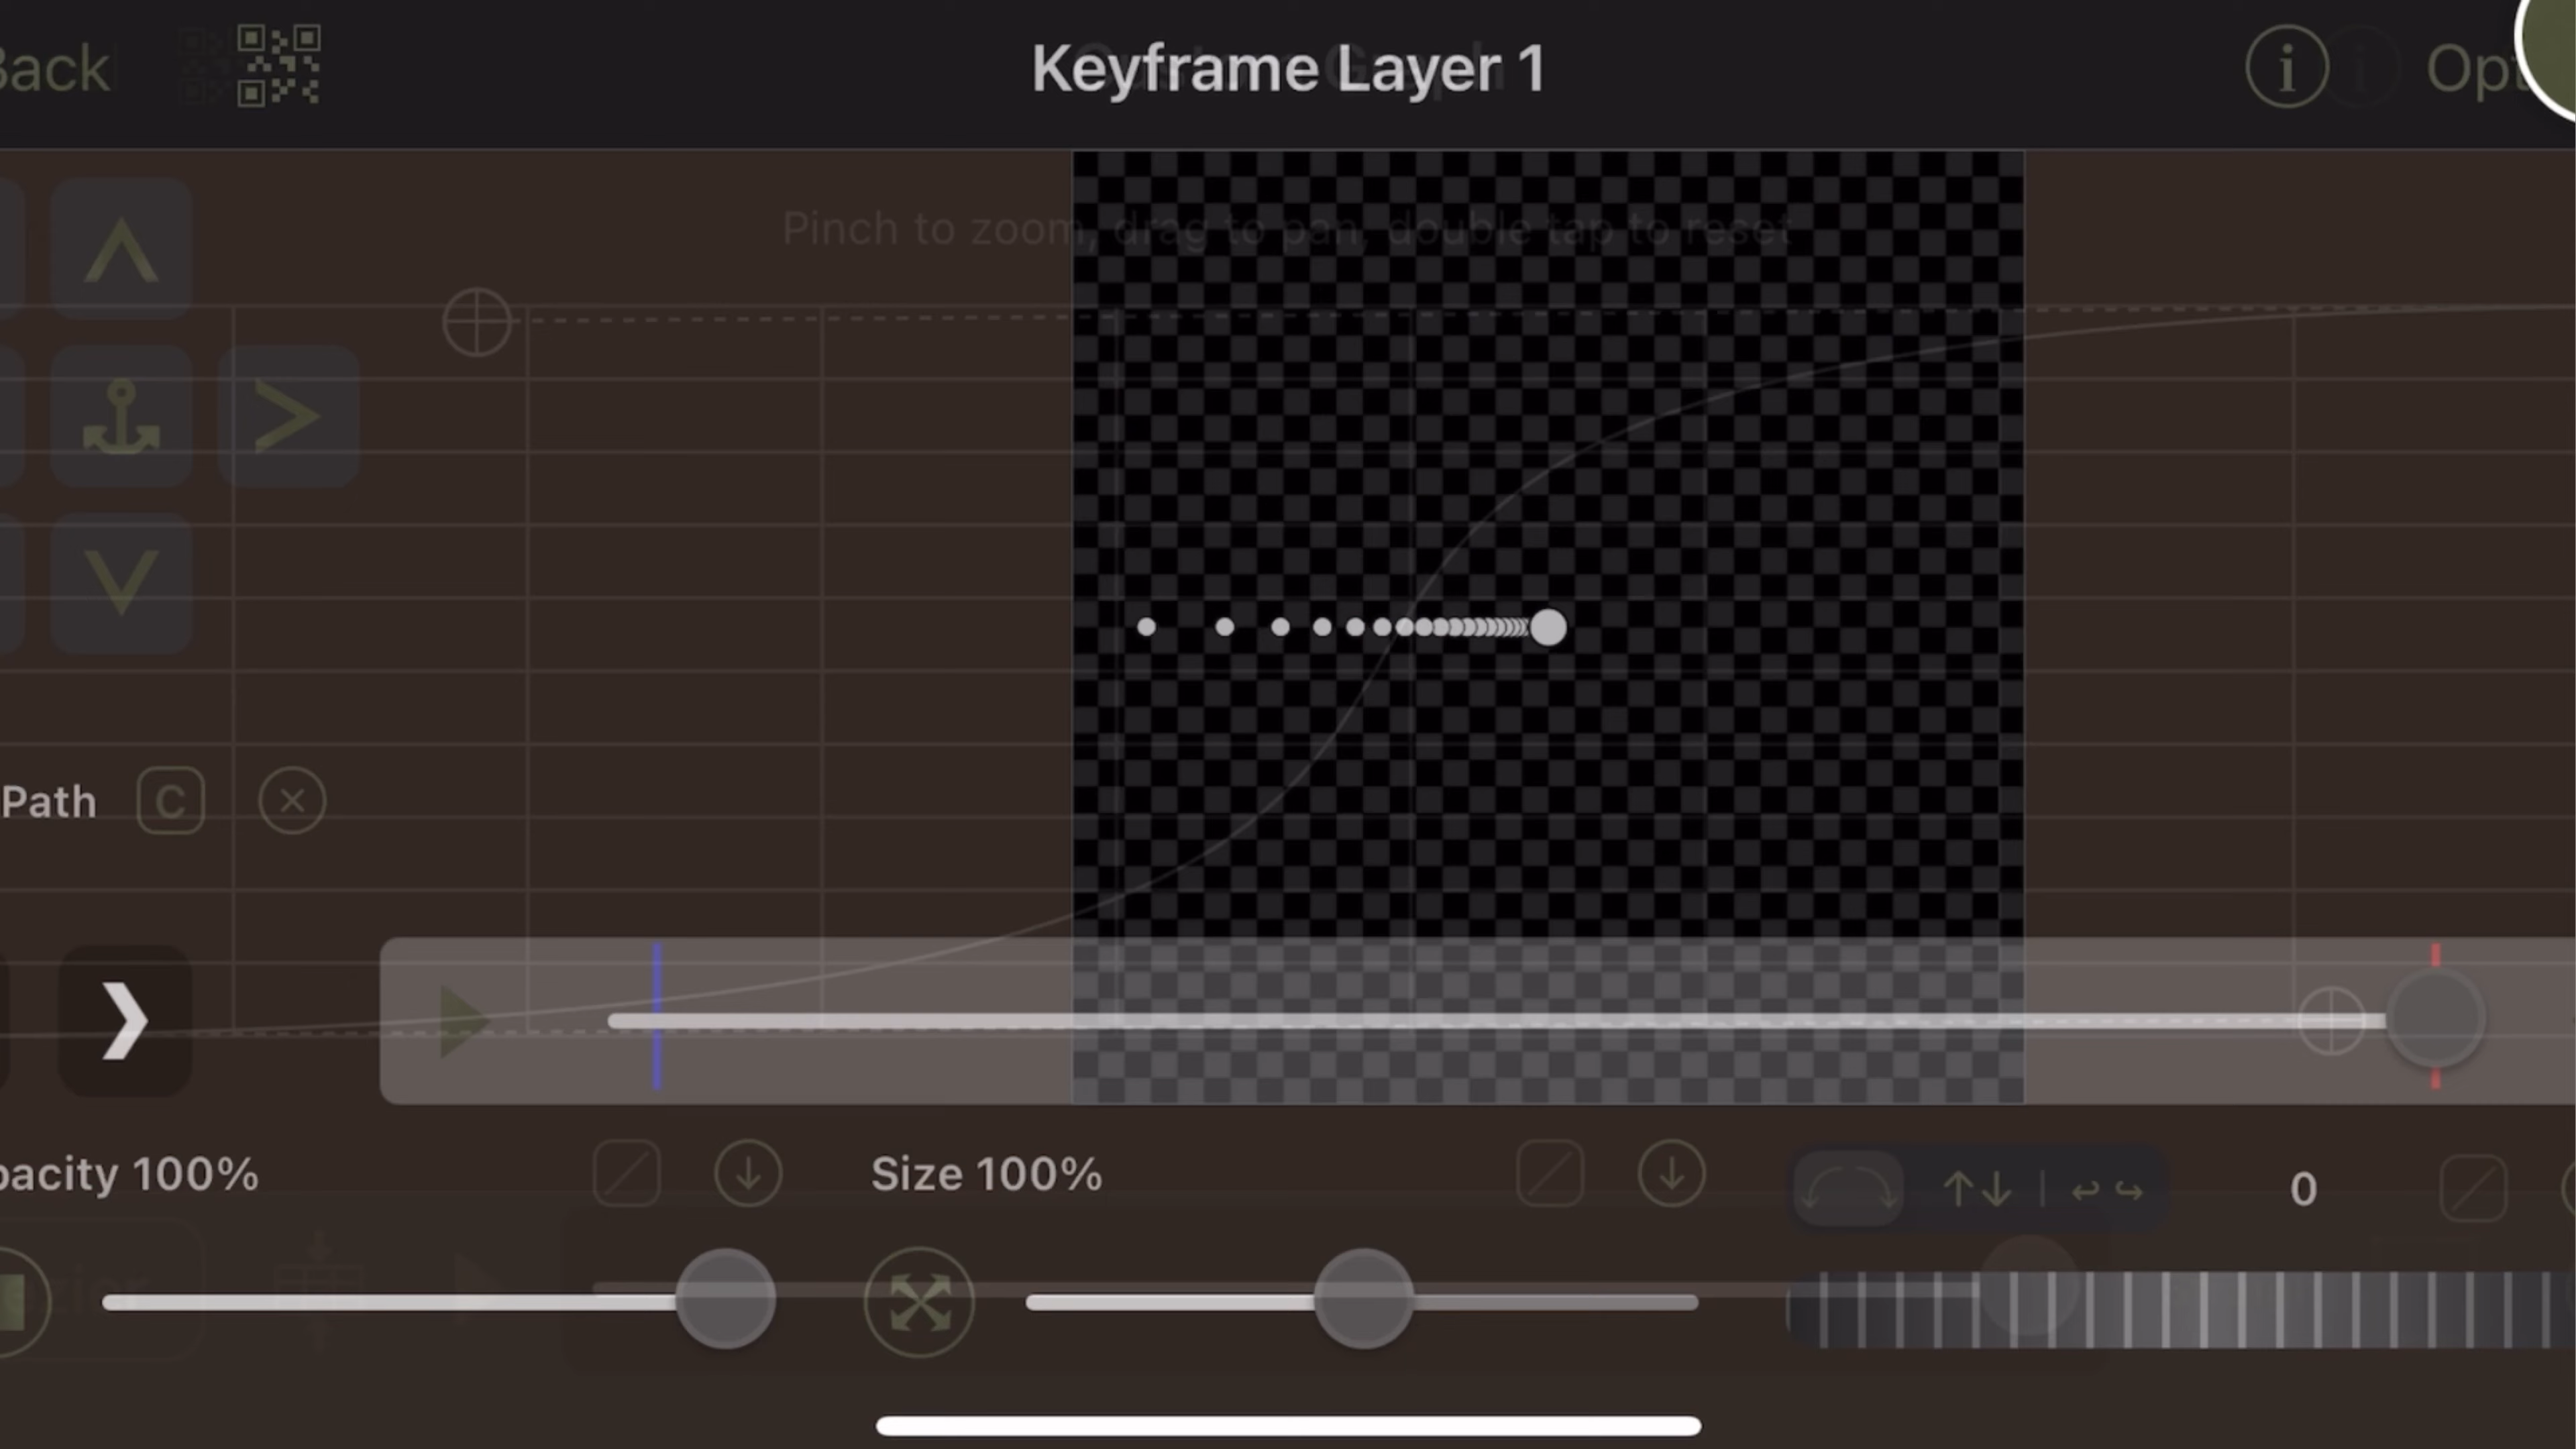 Back
Keyframe Layer 1
Opt
Pinch to zoom, drag to pan, double tap to reset
Path
C
pacity 100%
Size 100%
0